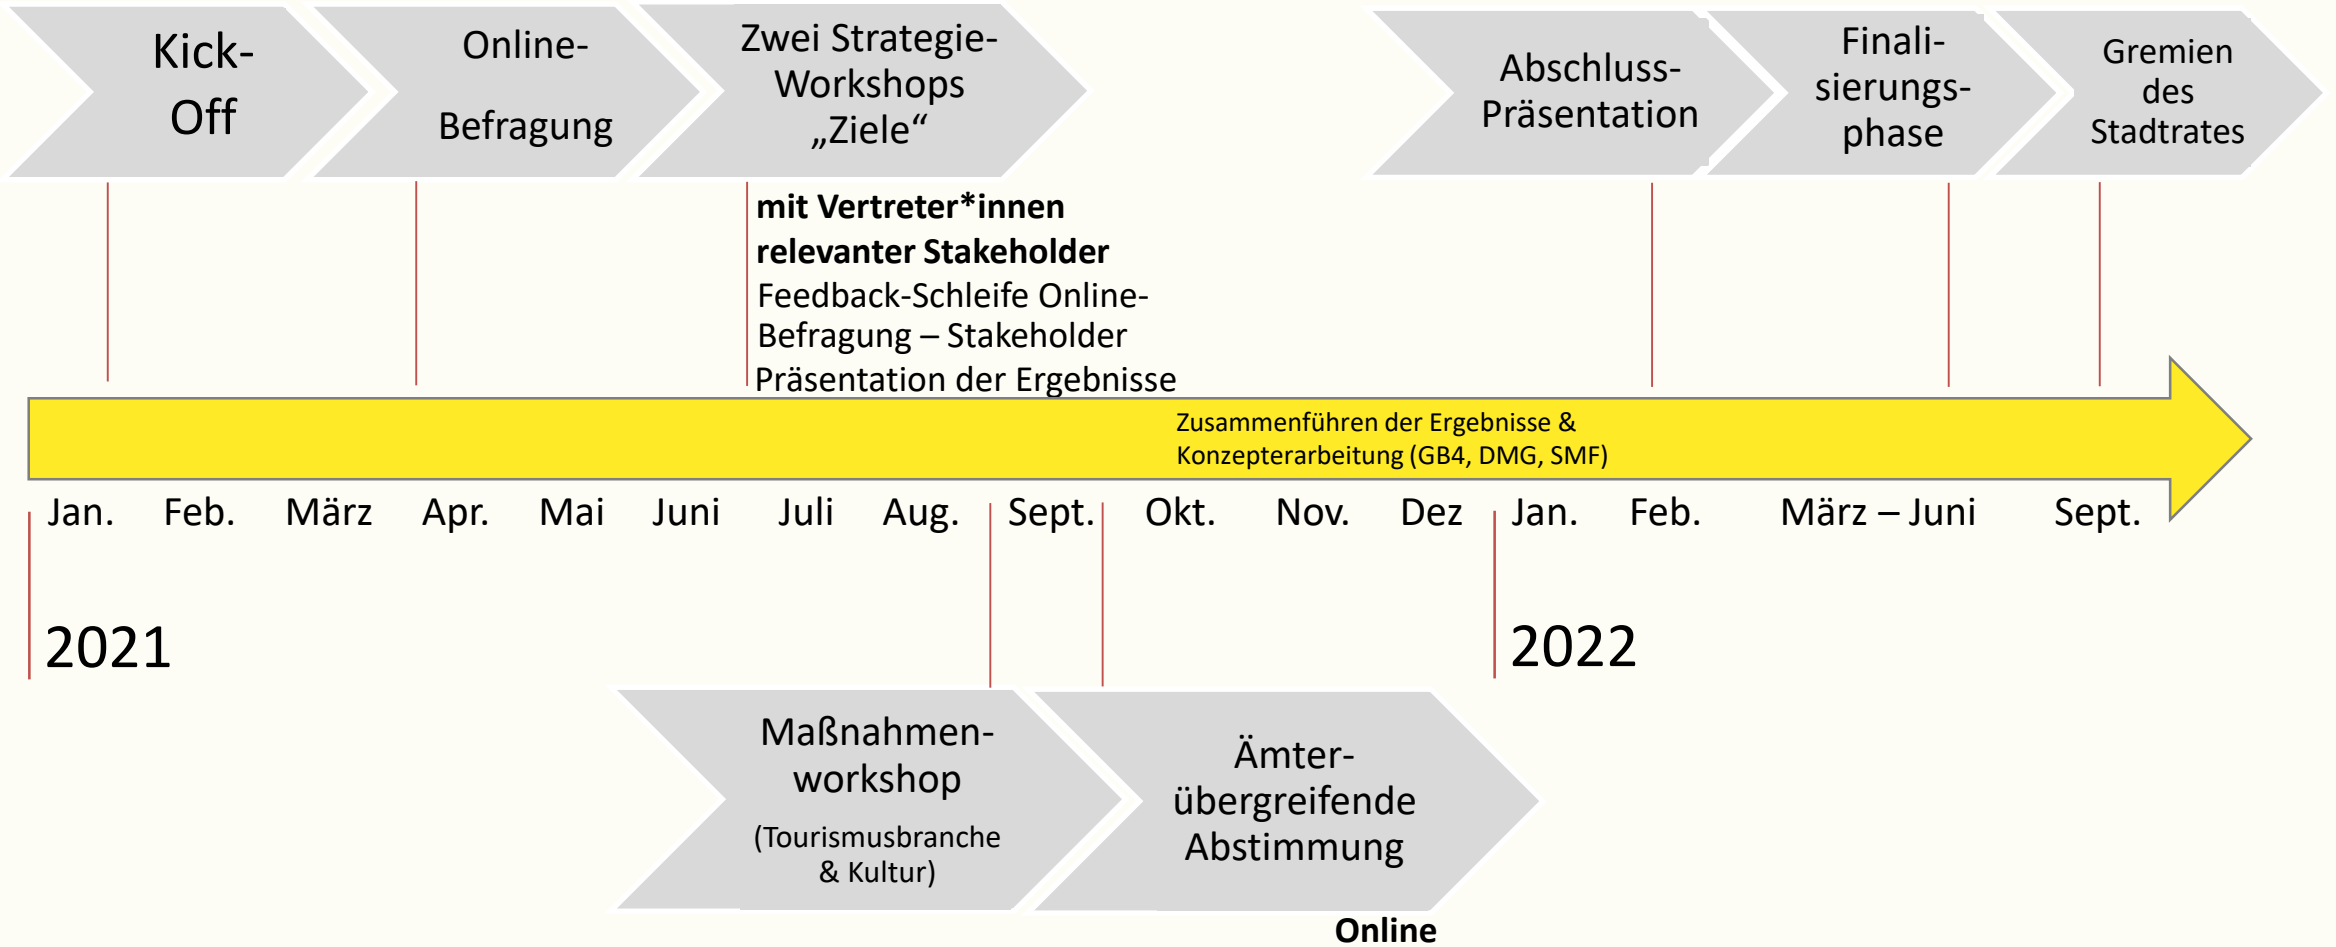 Kick-
Off
Online-
Befragung
Zwei Strategie-
Workshops
„Ziele“
Abschluss-
Präsentation
Finali-
sierungs-
phase
Gremien
des
Stadtrates
mit Vertreter*innen
relevanter Stakeholder
Feedback-Schleife Online-
Befragung – Stakeholder
Präsentation der Ergebnisse
Zusammenführen der Ergebnisse &
Konzepterarbeitung (GB4, DMG, SMF)
Jan. Feb. März Apr. Mai Juni Juli Aug. Sept. Okt. Nov. Dez Jan. Feb. März – Juni Sept.
2021 2022
Maßnahmen-
workshop
(Tourismusbranche
& Kultur)
Ämter-
übergreifende
Abstimmung
Online